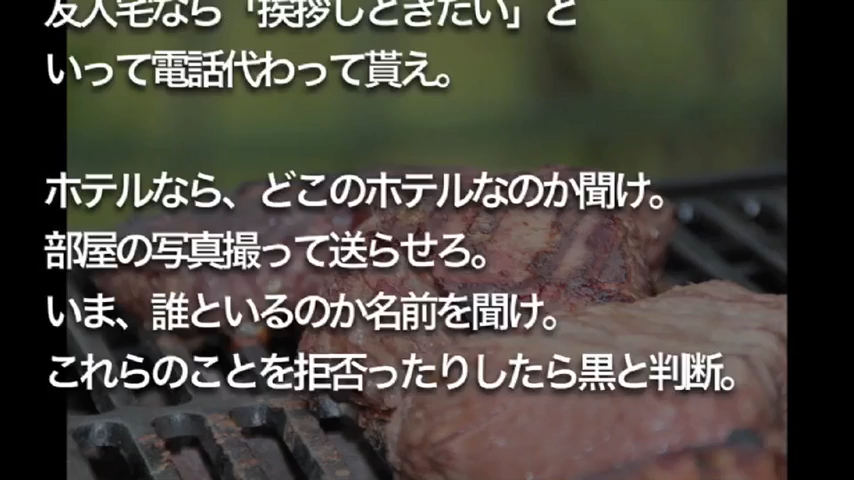 友人宅なら「挨拶しときたい」と
いって電話代わって貰え。
ホテルなら、どこのホテルなのか聞け。
部屋の写真撮って送らせろ。
いま、誰といるのか名前を聞け。
これらのことを拒否ったりしたら黒と判断。